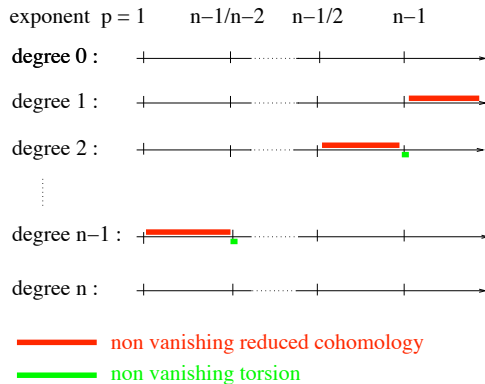 exponent p = 1 n−1/n−2 n−1/2 n−1
degree 0 :
degree 1 :
degree 2 :
degree n−1 :
degree n :
non vanishing reduced cohomology
non vanishing torsion